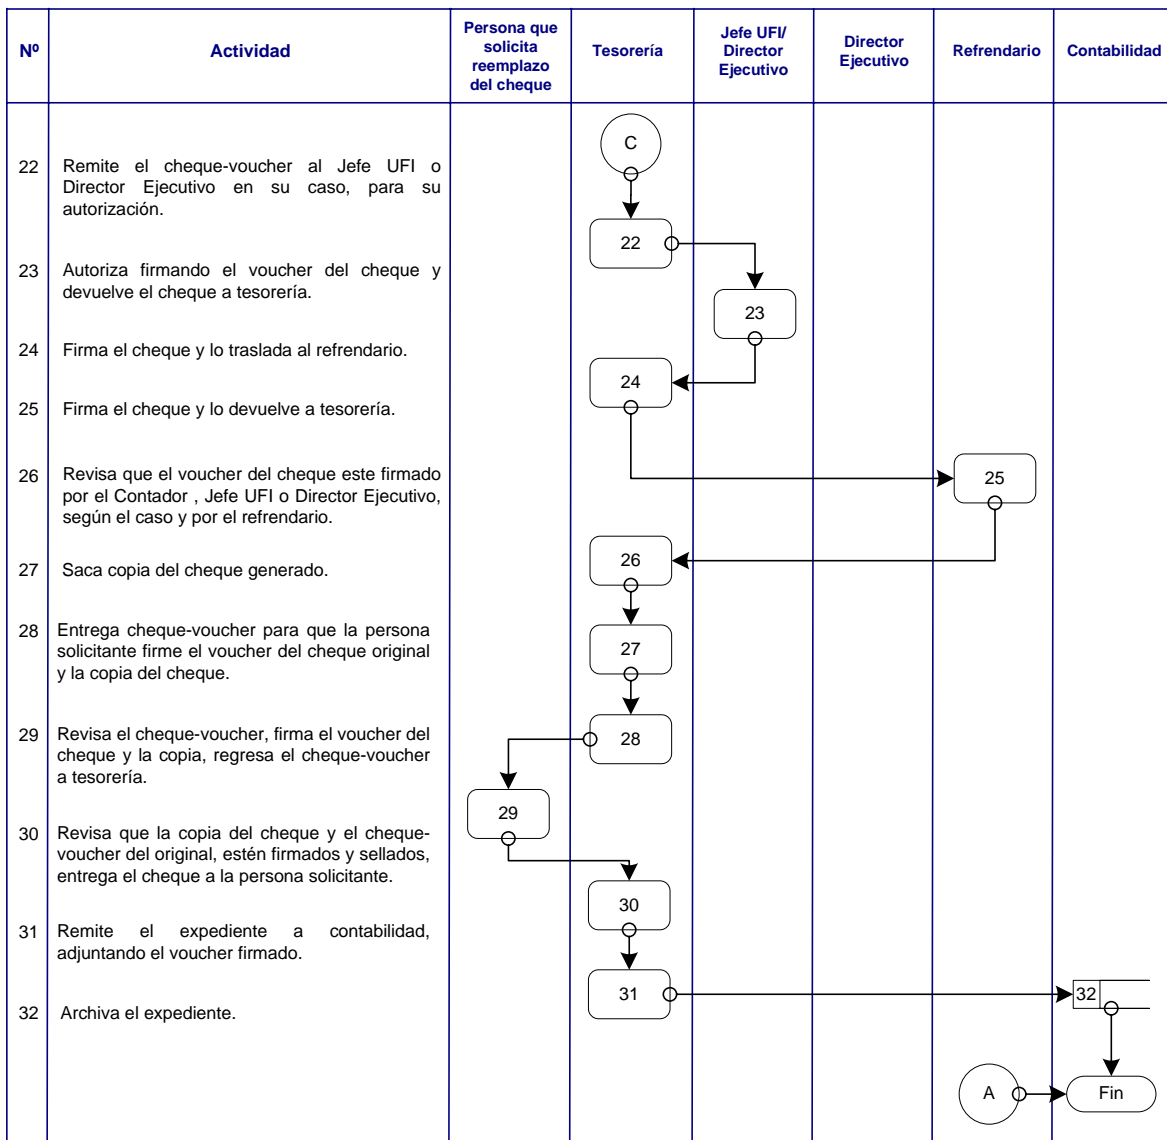 Nº
Actividad
Persona que
solicita
reemplazo
del cheque
Tesorería
Jefe UFI/
Director
Ejecutivo
Director
Ejecutivo
Refrendario
Contabilidad
22
Remite el cheque-voucher al Jefe UFI o
Director Ejecutivo en su caso, para su
autorización.
23
Autoriza firmando el voucher del cheque y
devuelve el cheque a tesorería.
24
Firma el cheque y lo traslada al refrendario.
25
Firma el cheque y lo devuelve a tesorería.
26
Revisa que el voucher del cheque este firmado
por el Contador , Jefe UFI o Director Ejecutivo,
según el caso y por el refrendario.
27
Saca copia del cheque generado.
28
Entrega cheque-voucher para que la persona
solicitante firme el voucher del cheque original
y la copia del cheque.
29
Revisa el cheque-voucher, firma el voucher del
cheque y la copia, regresa el cheque-voucher
a tesorería.
30
Revisa que la copia del cheque y el cheque-
voucher del original, estén firmados y sellados,
entrega el cheque a la persona solicitante.
31
Remite el expediente a contabilidad,
adjuntando el voucher firmado.
32
Archiva el expediente.
C
22
23
24
25
26
27
28
29
30
31
32
A
Fin